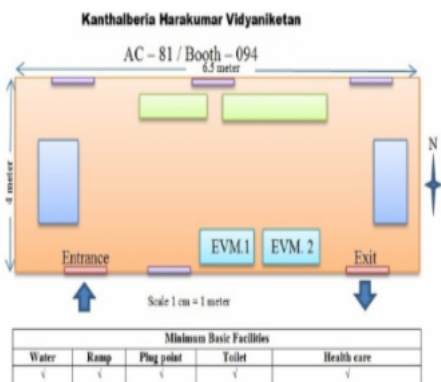 Kanthalberia Harakumar Vidyaniketan
AC – 81 / Booth – 094
6.5 meter
4 meter
N
EVM.1
EVM. 2
Entrance
Exit
Scale 1 cm = 1 meter
Minimum Basic Facilities
Water Ramp Plug point Toilet Health care
√ √ √ √ √